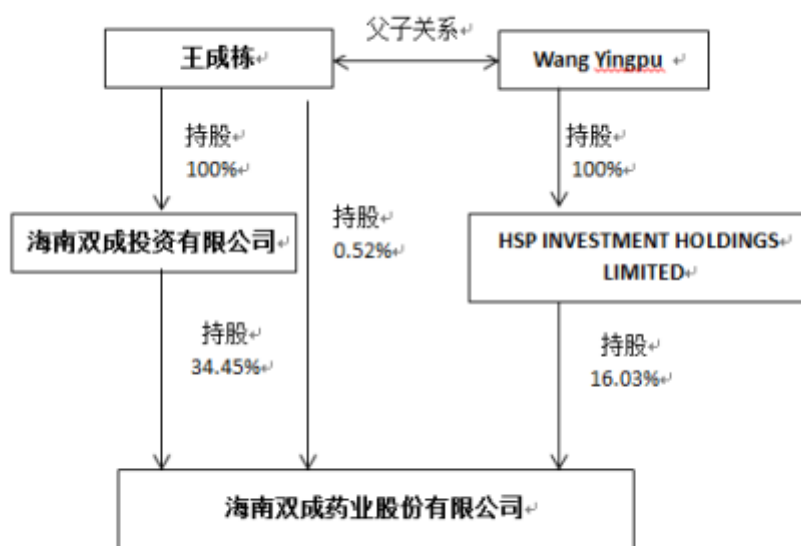 父子关系
王成栋
Wang Yingpu
持股
100%
持股
100%
海南双成投资有限公司
持股
0.52%
HSP INVESTMENT HOLDINGS
LIMITED
持股
34.45%
持股
16.03%
海南双成药业股份有限公司